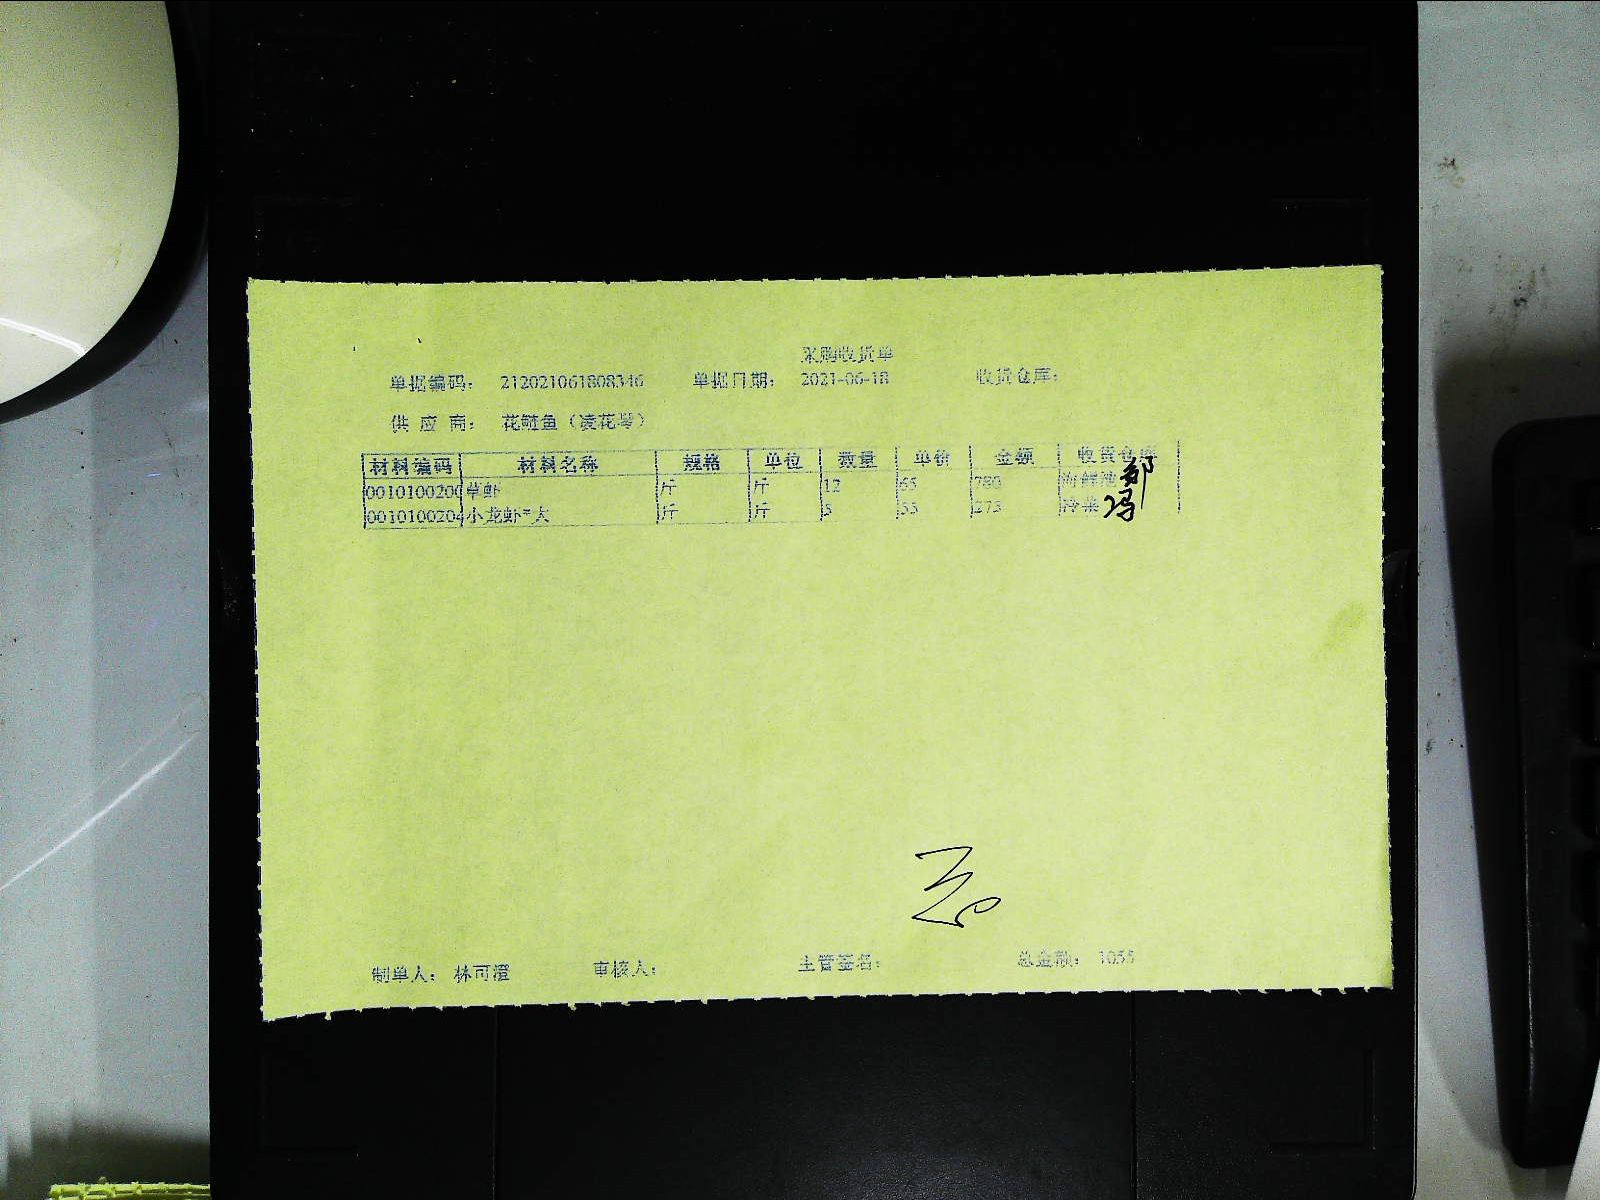 采购收货单
单据编码: 212021061808346 单据日期: 2021-06-18 收货仓库:
供 应 商: 花鲢鱼(凌花琴)
材料编码 材料名称 规格 单位 数量 单价 金额 收货仓库
0010100200 草虾 斤 斤 12 65 780 海鲜池 郑
0010100204 小龙虾*大 斤 斤 5 55 275 冷菜 冯
制单人: 林可澄 审核人: 主管签名: 总金额: 1055